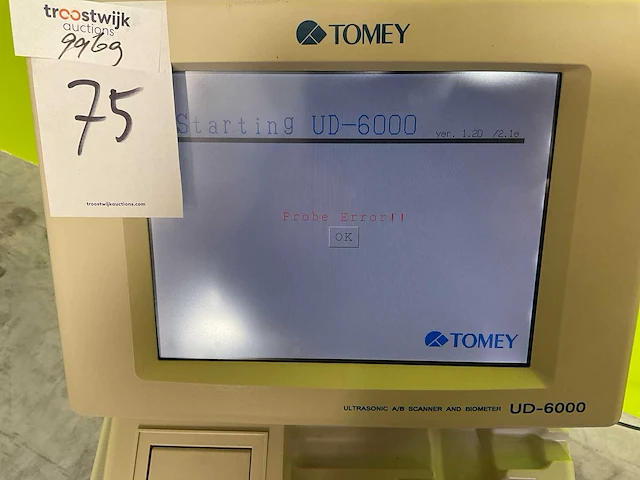 troostwijk
auctions
9969
75
troostwijkauctions.com
TOMEY
Starting UD-6000
ver. 1.20 /2.1e
Probe Error!!
OK
TOMEY
ULTRASONIC A/B SCANNER AND BIOMETER UD-6000